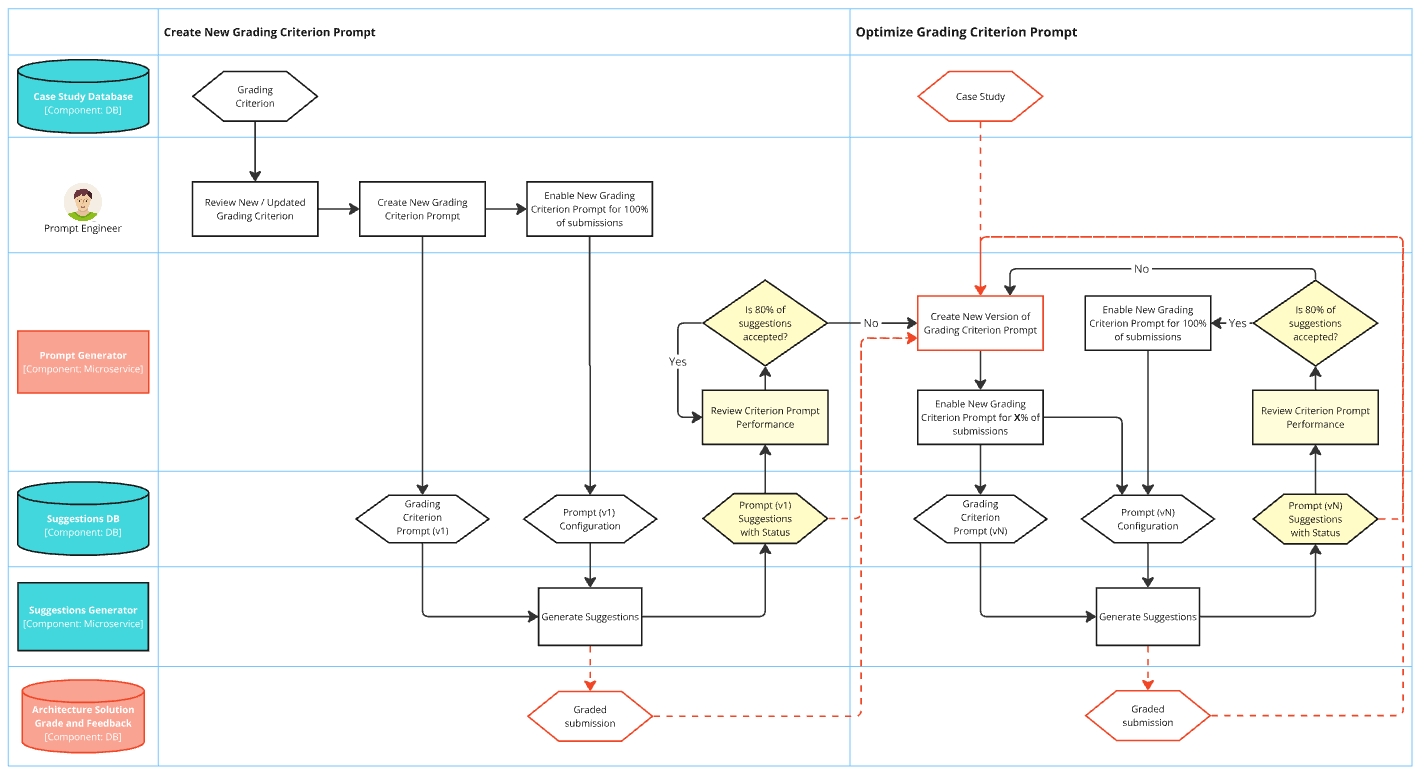 Create New Grading Criterion Prompt
Optimize Grading Criterion Prompt
Case Study Database
[Component: DB]
Grading
Criterion
Case Study
Prompt Engineer
Review New / Updated
Grading Criterion
Create New Grading
Criterion Prompt
Enable New Grading
Criterion Prompt for 100%
of submissions
Prompt Generator
[Component: Microservice]
Is 80% of
suggestions
accepted?
Yes
No
Review Criterion Prompt
Performance
Create New Version of
Grading Criterion Prompt
No
Enable New Grading
Criterion Prompt for 100%
of submissions
Yes
Is 80% of
suggestions
accepted?
Enable New Grading
Criterion Prompt for X% of
submissions
Review Criterion Prompt
Performance
Suggestions DB
[Component: DB]
Grading
Criterion
Prompt (v1)
Prompt (v1)
Configuration
Prompt (v1)
Suggestions
with Status
Grading
Criterion
Prompt (vN)
Prompt (vN)
Configuration
Prompt (vN)
Suggestions
with Status
Suggestions Generator
[Component: Microservice]
Generate Suggestions
Generate Suggestions
Architecture Solution
Grade and Feedback
[Component: DB]
Graded
submission
Graded
submission